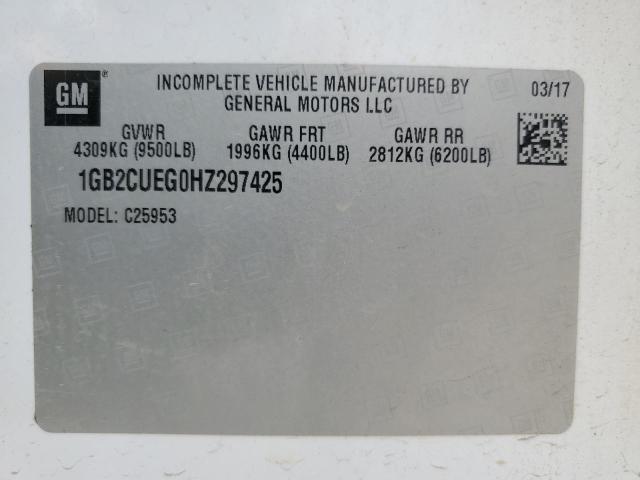 GM
INCOMPLETE VEHICLE MANUFACTURED BY
GENERAL MOTORS LLC
03/17
GVWR GAWR FRT GAWR RR
4309KG (9500LB) 1996KG (4400LB) 2812KG (6200LB)
1GB2CUEG0HZ297425
MODEL: C25953